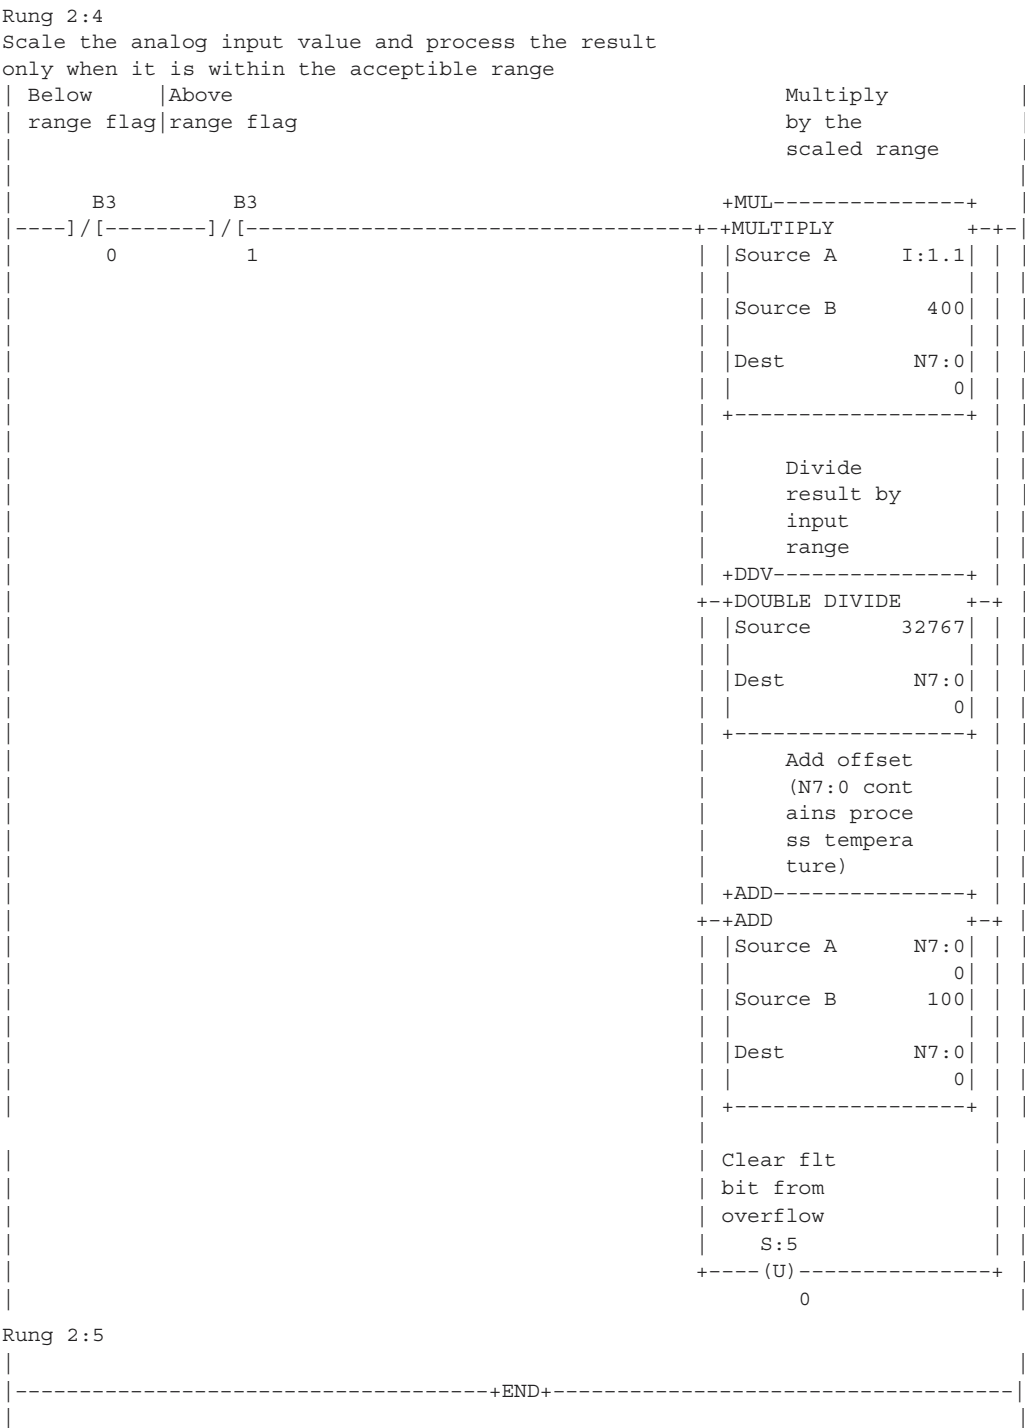 Rung 2:4
Scale the analog input value and process the result
only when it is within the acceptible range
| Below |Above Multiply |
| range flag|range flag by the |
| scaled range |
| |
| B3 B3 +MUL---------------+ |
|----]/[--------]/[-----------------------------------+-+MULTIPLY +-+-|
| 0 1 | |Source A I:1.1| | |
| | | | | |
| | |Source B 400| | |
| | | | | |
| | |Dest N7:0| | |
| | | 0| | |
| | +------------------+ | |
| | | |
| | Divide | |
| | result by | |
| | input | |
| | range | |
| | +DDV---------------+ | |
| +-+DOUBLE DIVIDE +-+ |
| | |Source 32767| | |
| | | | | |
| | |Dest N7:0| | |
| | | 0| | |
| | +------------------+ | |
| | Add offset | |
| | (N7:0 cont | |
| | ains proce | |
| | ss tempera | |
| | ture) | |
| | +ADD---------------+ | |
| +-+ADD +-+ |
| | |Source A N7:0| | |
| | | 0| | |
| | |Source B 100| | |
| | | | | |
| | |Dest N7:0| | |
| | | 0| | |
| | +------------------+ | |
| |
| | Clear flt | |
| | bit from | |
| | overflow | |
| | S:5 | |
| +----(U)---------------+ |
| 0 |
Rung 2:5
| |
|-------------------------------------+END+------------------------------------|
| |